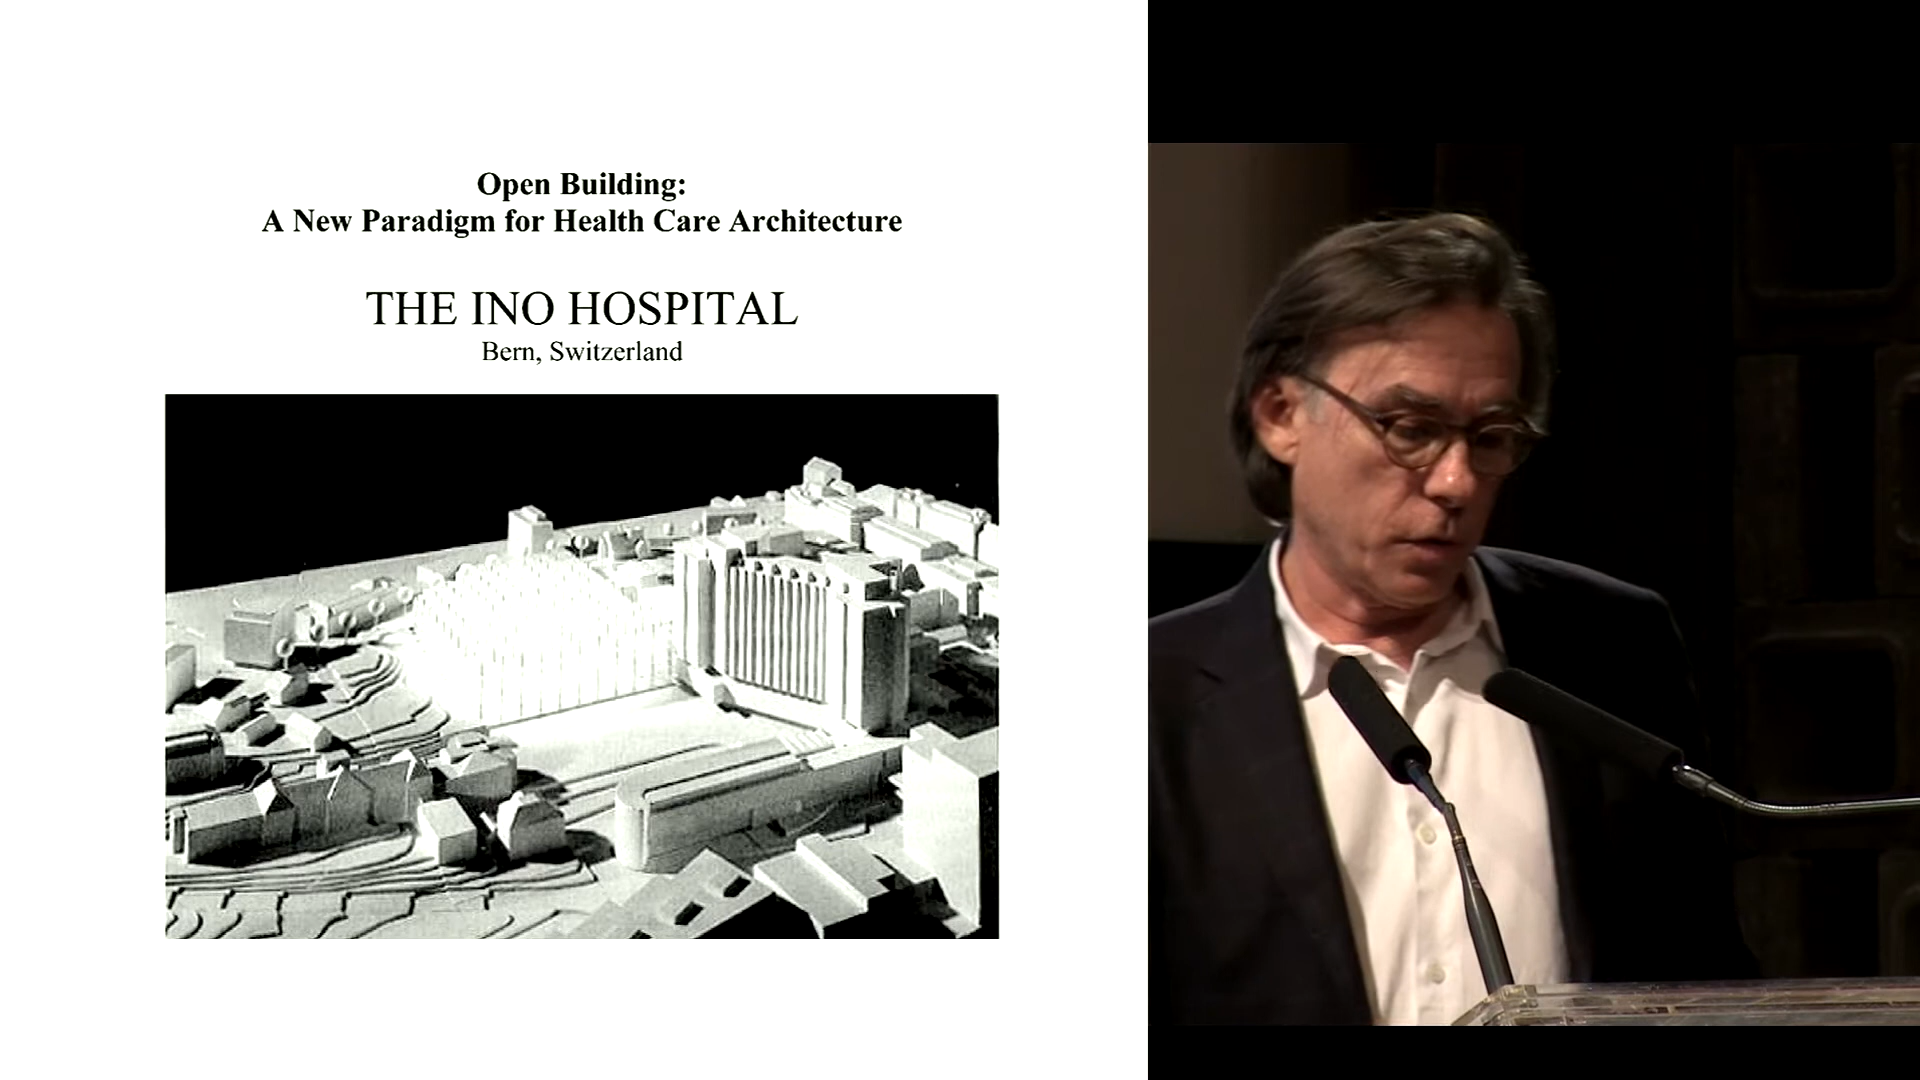 Open Building:
A New Paradigm for Health Care Architecture
THE INO HOSPITAL
Bern, Switzerland